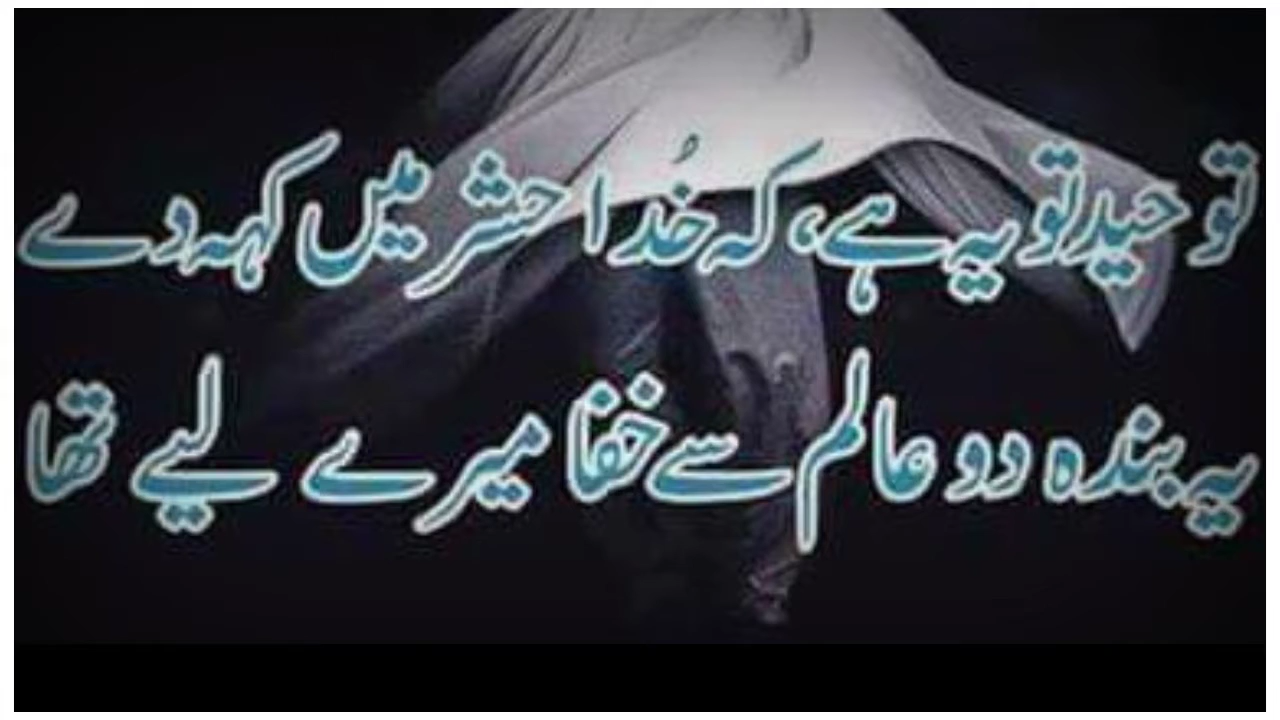 توحید تو یہ ہے، کہ خُدا حشر میں کہہ دے
یہ بندہ دو عالم سے خفا میرے لیے تھا